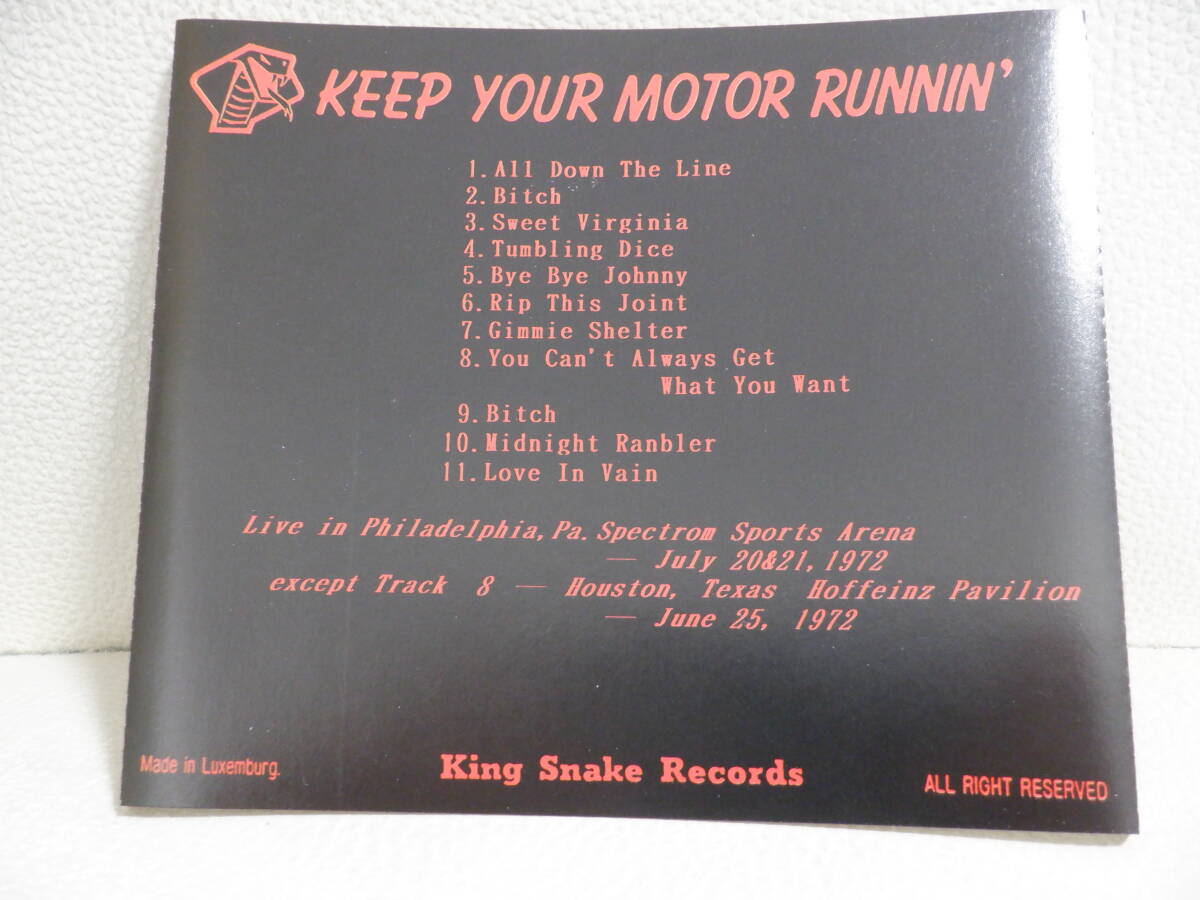 KEEP YOUR MOTOR RUNNIN'
1. All Down The Line
2. Bitch
3. Sweet Virginia
4. Tumbling Dice
5. Bye Bye Johnny
6. Rip This Joint
7. Gimmie Shelter
8. You Can't Always Get
What You Want
9. Bitch
10. Midnight Ranbler
11. Love In Vain
Live in Philadelphia, Pa. Spectrom Sports Arena
— July 20&21, 1972
except Track 8 — Houston, Texas Hoffeinz Pavilion
— June 25, 1972
Made in Luxemburg.
King Snake Records
ALL RIGHT RESERVED